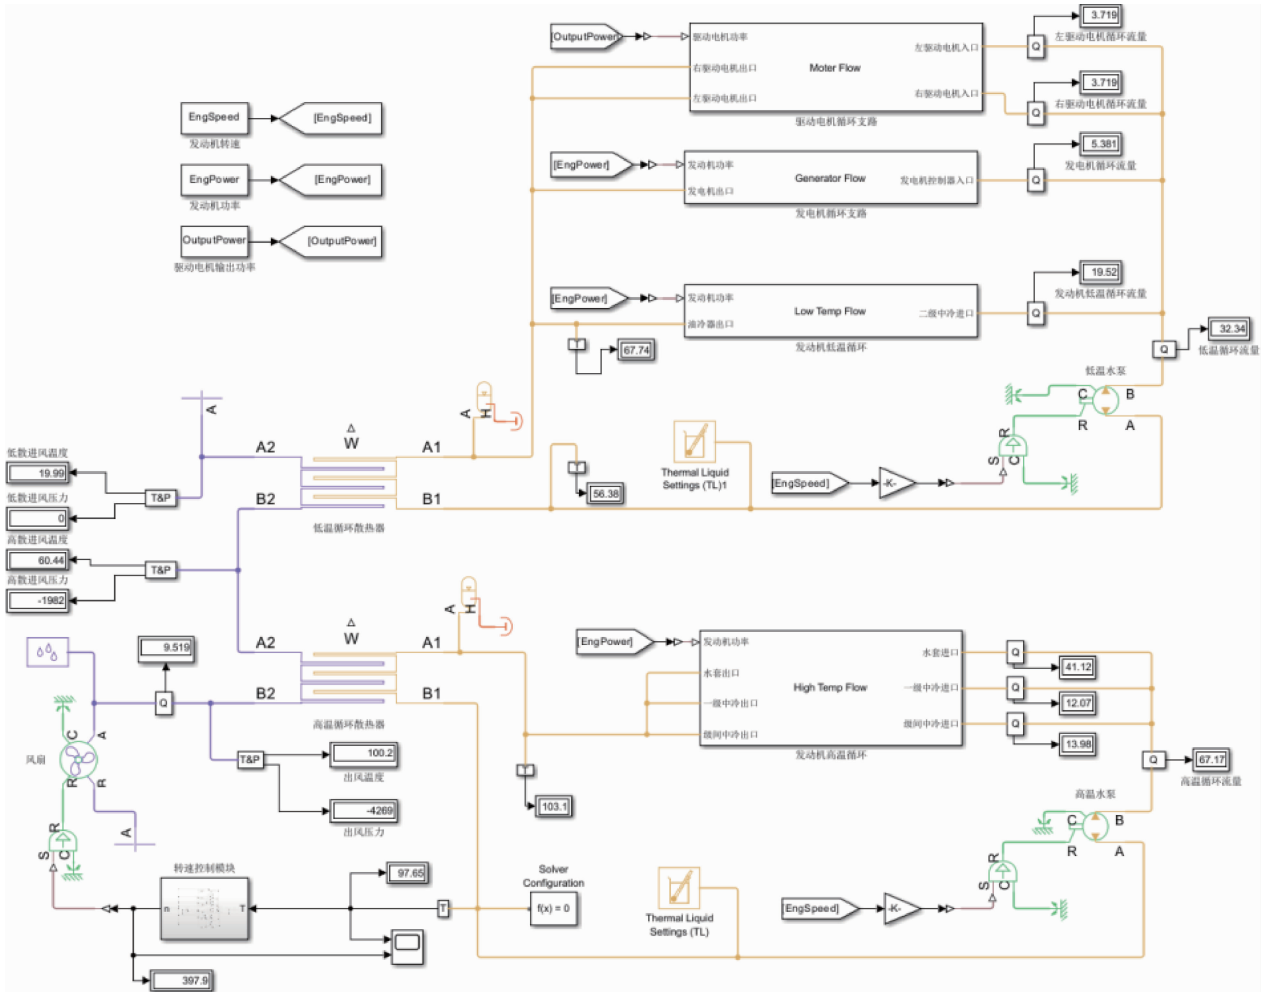 EngSpeed
[EngSpeed]
发动机转速
EngPower
[EngPower]
发动机功率
OutputPower
[OutputPower]
驱动电机输出功率
[OutputPower]
驱动电机功率
右驱动电机出口
左驱动电机出口
Moter Flow
左驱动电机入口
右驱动电机入口
驱动电机循环支路
Q
3.719
左驱动电机循环流量
Q
3.719
右驱动电机循环流量
[EngPower]
发动机功率
发电机出口
Generator Flow
发电机控制器入口
发电机循环支路
Q
5.381
发电机循环流量
[EngPower]
发动机功率
油冷器出口
Low Temp Flow
二级中冷进口
发动机低温循环
Q
19.52
发动机低温循环流量
T
67.74
Q
32.34
低温循环流量
低温水泵
C
B
R
A
R
S
C
[EngSpeed]
-K-
Thermal Liquid
Settings (TL)1
T
56.38
A
H
A
W
A2
A1
B2
B1
低温循环散热器
低散进风温度
19.99
低散进风压力
0
T&P
高散进风温度
60.44
高散进风压力
-1982
T&P
A
H
W
A2
A1
B2
B1
高温循环散热器
9.519
Q
T&P
100.2
出风温度
-4269
出风压力
风扇
C
A
R
B
A
R
S
C
转速控制模块
n
T
397.9
97.65
T
Solver
Configuration
f(x) = 0
T
103.1
[EngPower]
发动机功率
水套出口
一级中冷出口
级间中冷出口
High Temp Flow
水套进口
一级中冷进口
级间中冷进口
发动机高温循环
Q
41.12
Q
12.07
Q
13.98
Q
67.17
高温循环流量
高温水泵
C
B
R
A
R
S
C
[EngSpeed]
-K-
Thermal Liquid
Settings (TL)